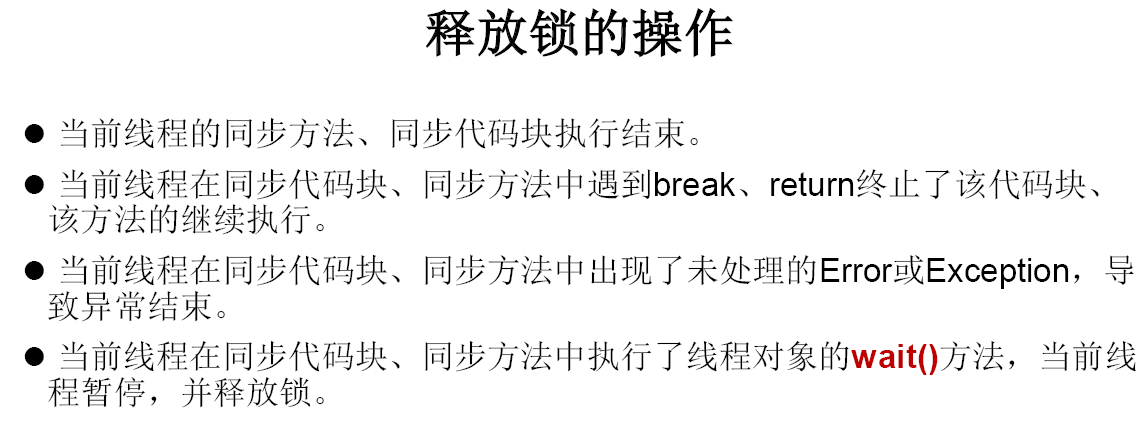 释放锁的操作
● 当前线程的同步方法、同步代码块执行结束。
● 当前线程在同步代码块、同步方法中遇到break、return终止了该代码块、
该方法的继续执行。
● 当前线程在同步代码块、同步方法中出现了未处理的Error或Exception，导
致异常结束。
● 当前线程在同步代码块、同步方法中执行了线程对象的wait()方法，当前线
程暂停，并释放锁。